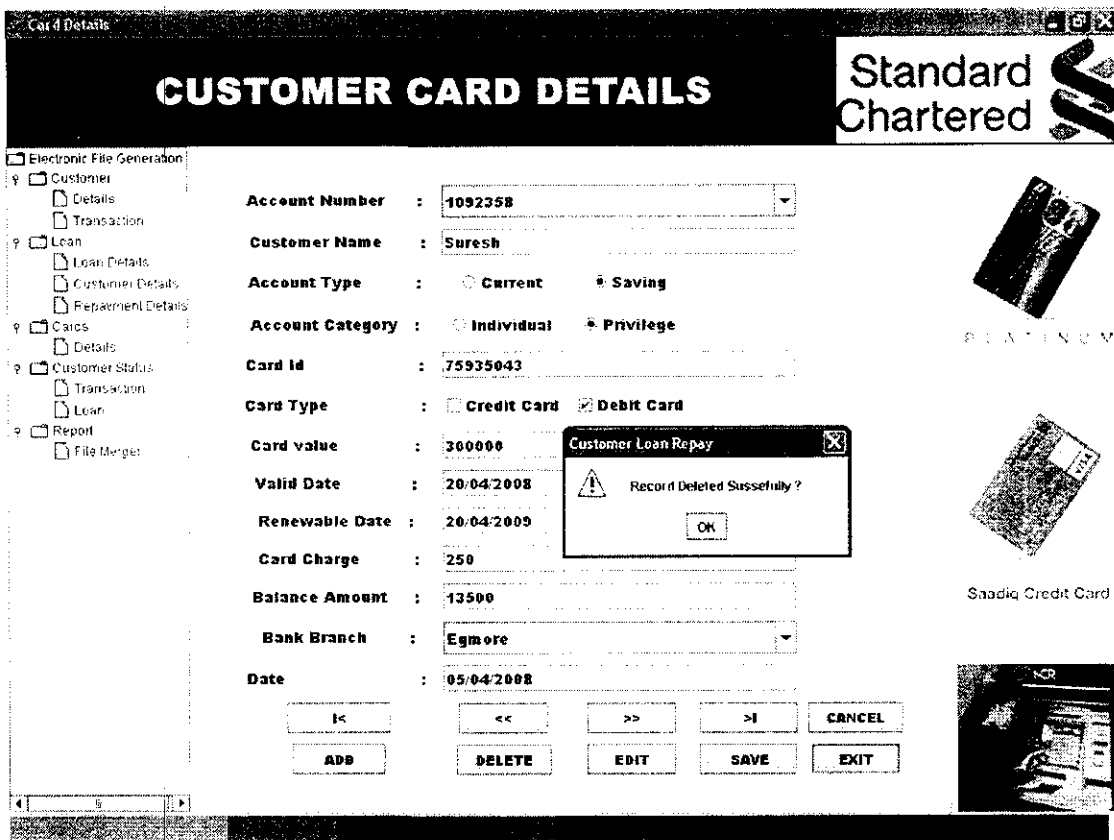 Card Details
CUSTOMER CARD DETAILS
Standard
Chartered
Electronic File Generation
Customer
Details
Transaction
Loan
Loan Details
Customer Details
Repayment Details
Cards
Details
Customer Status
Transaction
Loan
Report
File Merger
Account Number : 1092358
Customer Name : Suresh
Account Type : Current Saving
Account Category : Individual Privilege
Card Id : 75935043
Card Type : Credit Card Debit Card
Card value : 300000
Valid Date : 20/04/2008
Renewable Date : 20/04/2009
Card Charge : 250
Balance Amount : 13500
Bank Branch : Egmore
Date : 05/04/2008
Customer Loan Repay
Record Deleted Sussefully ?
OK
PLATINUM
VISA
Saadiq Credit Card
NCR
I< << >> >I CANCEL
ADD DELETE EDIT SAVE EXIT